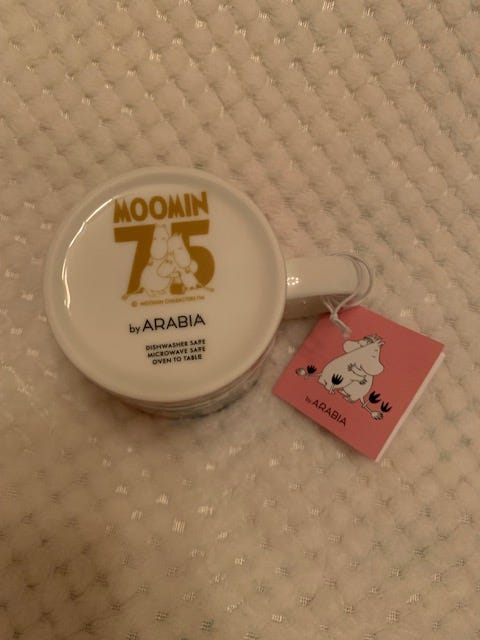 MOOMIN
75
© MOOMIN CHARACTERS™
by ARABIA
DISHWASHER SAFE
MICROWAVE SAFE
OVEN TO TABLE
by ARABIA